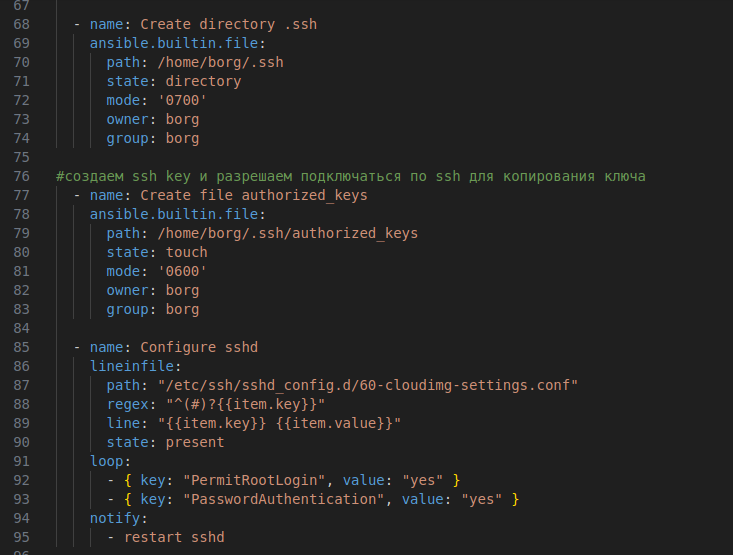 67
68 - name: Create directory .ssh
69 ansible.builtin.file:
70 path: /home/borg/.ssh
71 state: directory
72 mode: '0700'
73 owner: borg
74 group: borg
75
76 #создаем ssh key и разрешаем подключаться по ssh для копирования ключа
77 - name: Create file authorized_keys
78 ansible.builtin.file:
79 path: /home/borg/.ssh/authorized_keys
80 state: touch
81 mode: '0600'
82 owner: borg
83 group: borg
84
85 - name: Configure sshd
86 lineinfile:
87 path: "/etc/ssh/sshd_config.d/60-cloudimg-settings.conf"
88 regex: "^(#)?{{item.key}}"
89 line: "{{item.key}} {{item.value}}"
90 state: present
91 loop:
92 - { key: "PermitRootLogin", value: "yes" }
93 - { key: "PasswordAuthentication", value: "yes" }
94 notify:
95 - restart sshd
96